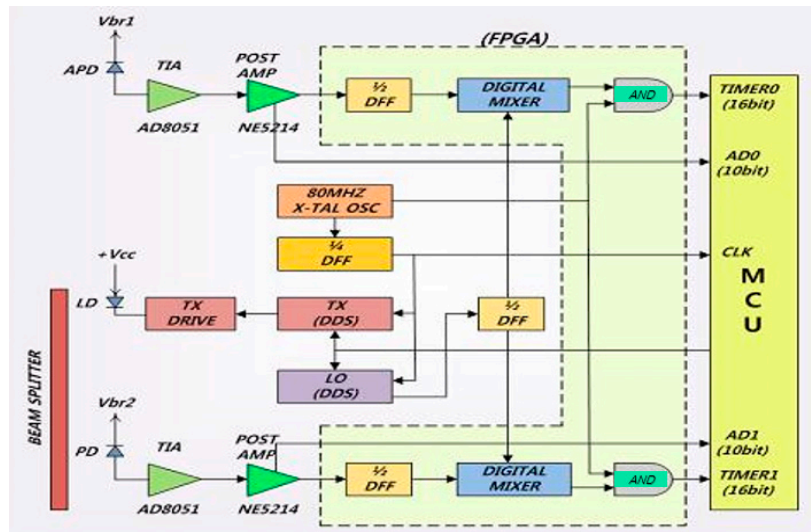 Vbr1
(FPGA)
APD
TIA
POST
AMP
½
DFF
DIGITAL
MIXER
AND
TIMER0
(16bit)
AD8051
NE5214
AD0
(10bit)
80MHZ
X-TAL OSC
¼
DFF
CLK
+Vcc
LD
TX
DRIVE
TX
(DDS)
½
DFF
M
C
U
LO
(DDS)
BEAM SPLITTER
Vbr2
PD
TIA
POST
AMP
½
DFF
DIGITAL
MIXER
AND
AD1
(10bit)
TIMER1
(16bit)
AD8051
NE5214